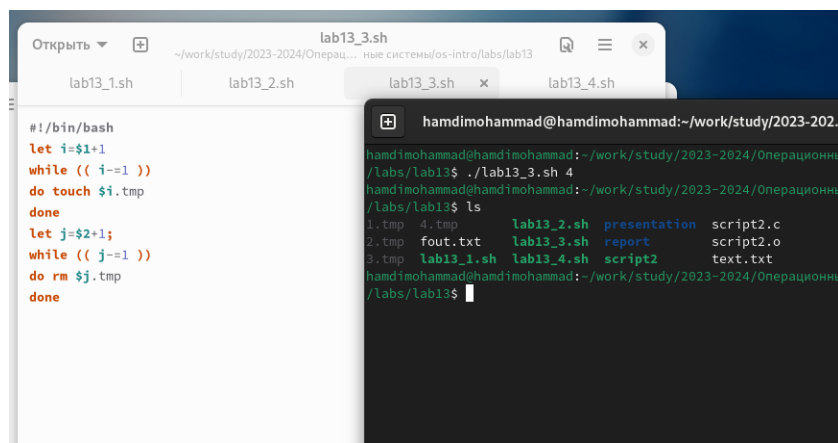 Открыть
lab13_3.sh
~/work/study/2023-2024/Операц… ные системы/os-intro/labs/lab13
lab13_1.sh
lab13_2.sh
lab13_3.sh
lab13_4.sh
#!/bin/bash
let i=$1+1
while (( i-=1 ))
do touch $i.tmp
done
let j=$2+1;
while (( j-=1 ))
do rm $j.tmp
done
hamdimohammad@hamdimohammad:~/work/study/2023-202.
hamdimohammad@hamdimohammad:~/work/study/2023-2024/Операционны
/labs/lab13$ ./lab13_3.sh 4
hamdimohammad@hamdimohammad:~/work/study/2023-2024/Операционны
/labs/lab13$ ls
1.tmp 4.tmp lab13_2.sh presentation script2.c
2.tmp fout.txt lab13_3.sh report script2.o
3.tmp lab13_1.sh lab13_4.sh script2 text.txt
hamdimohammad@hamdimohammad:~/work/study/2023-2024/Операционны
/labs/lab13$